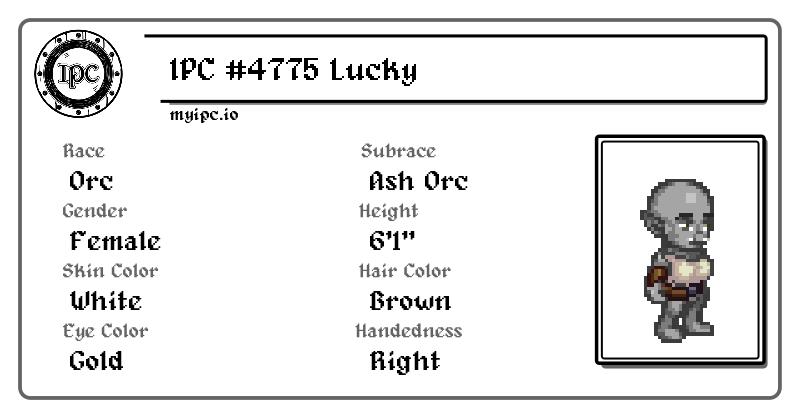 IPC
IPC #4775 Lucky
myipc.io
Race
Subrace
Orc
Ash Orc
Gender
Height
Female
6'1"
Skin Color
Hair Color
White
Brown
Eye Color
Handedness
Gold
Right